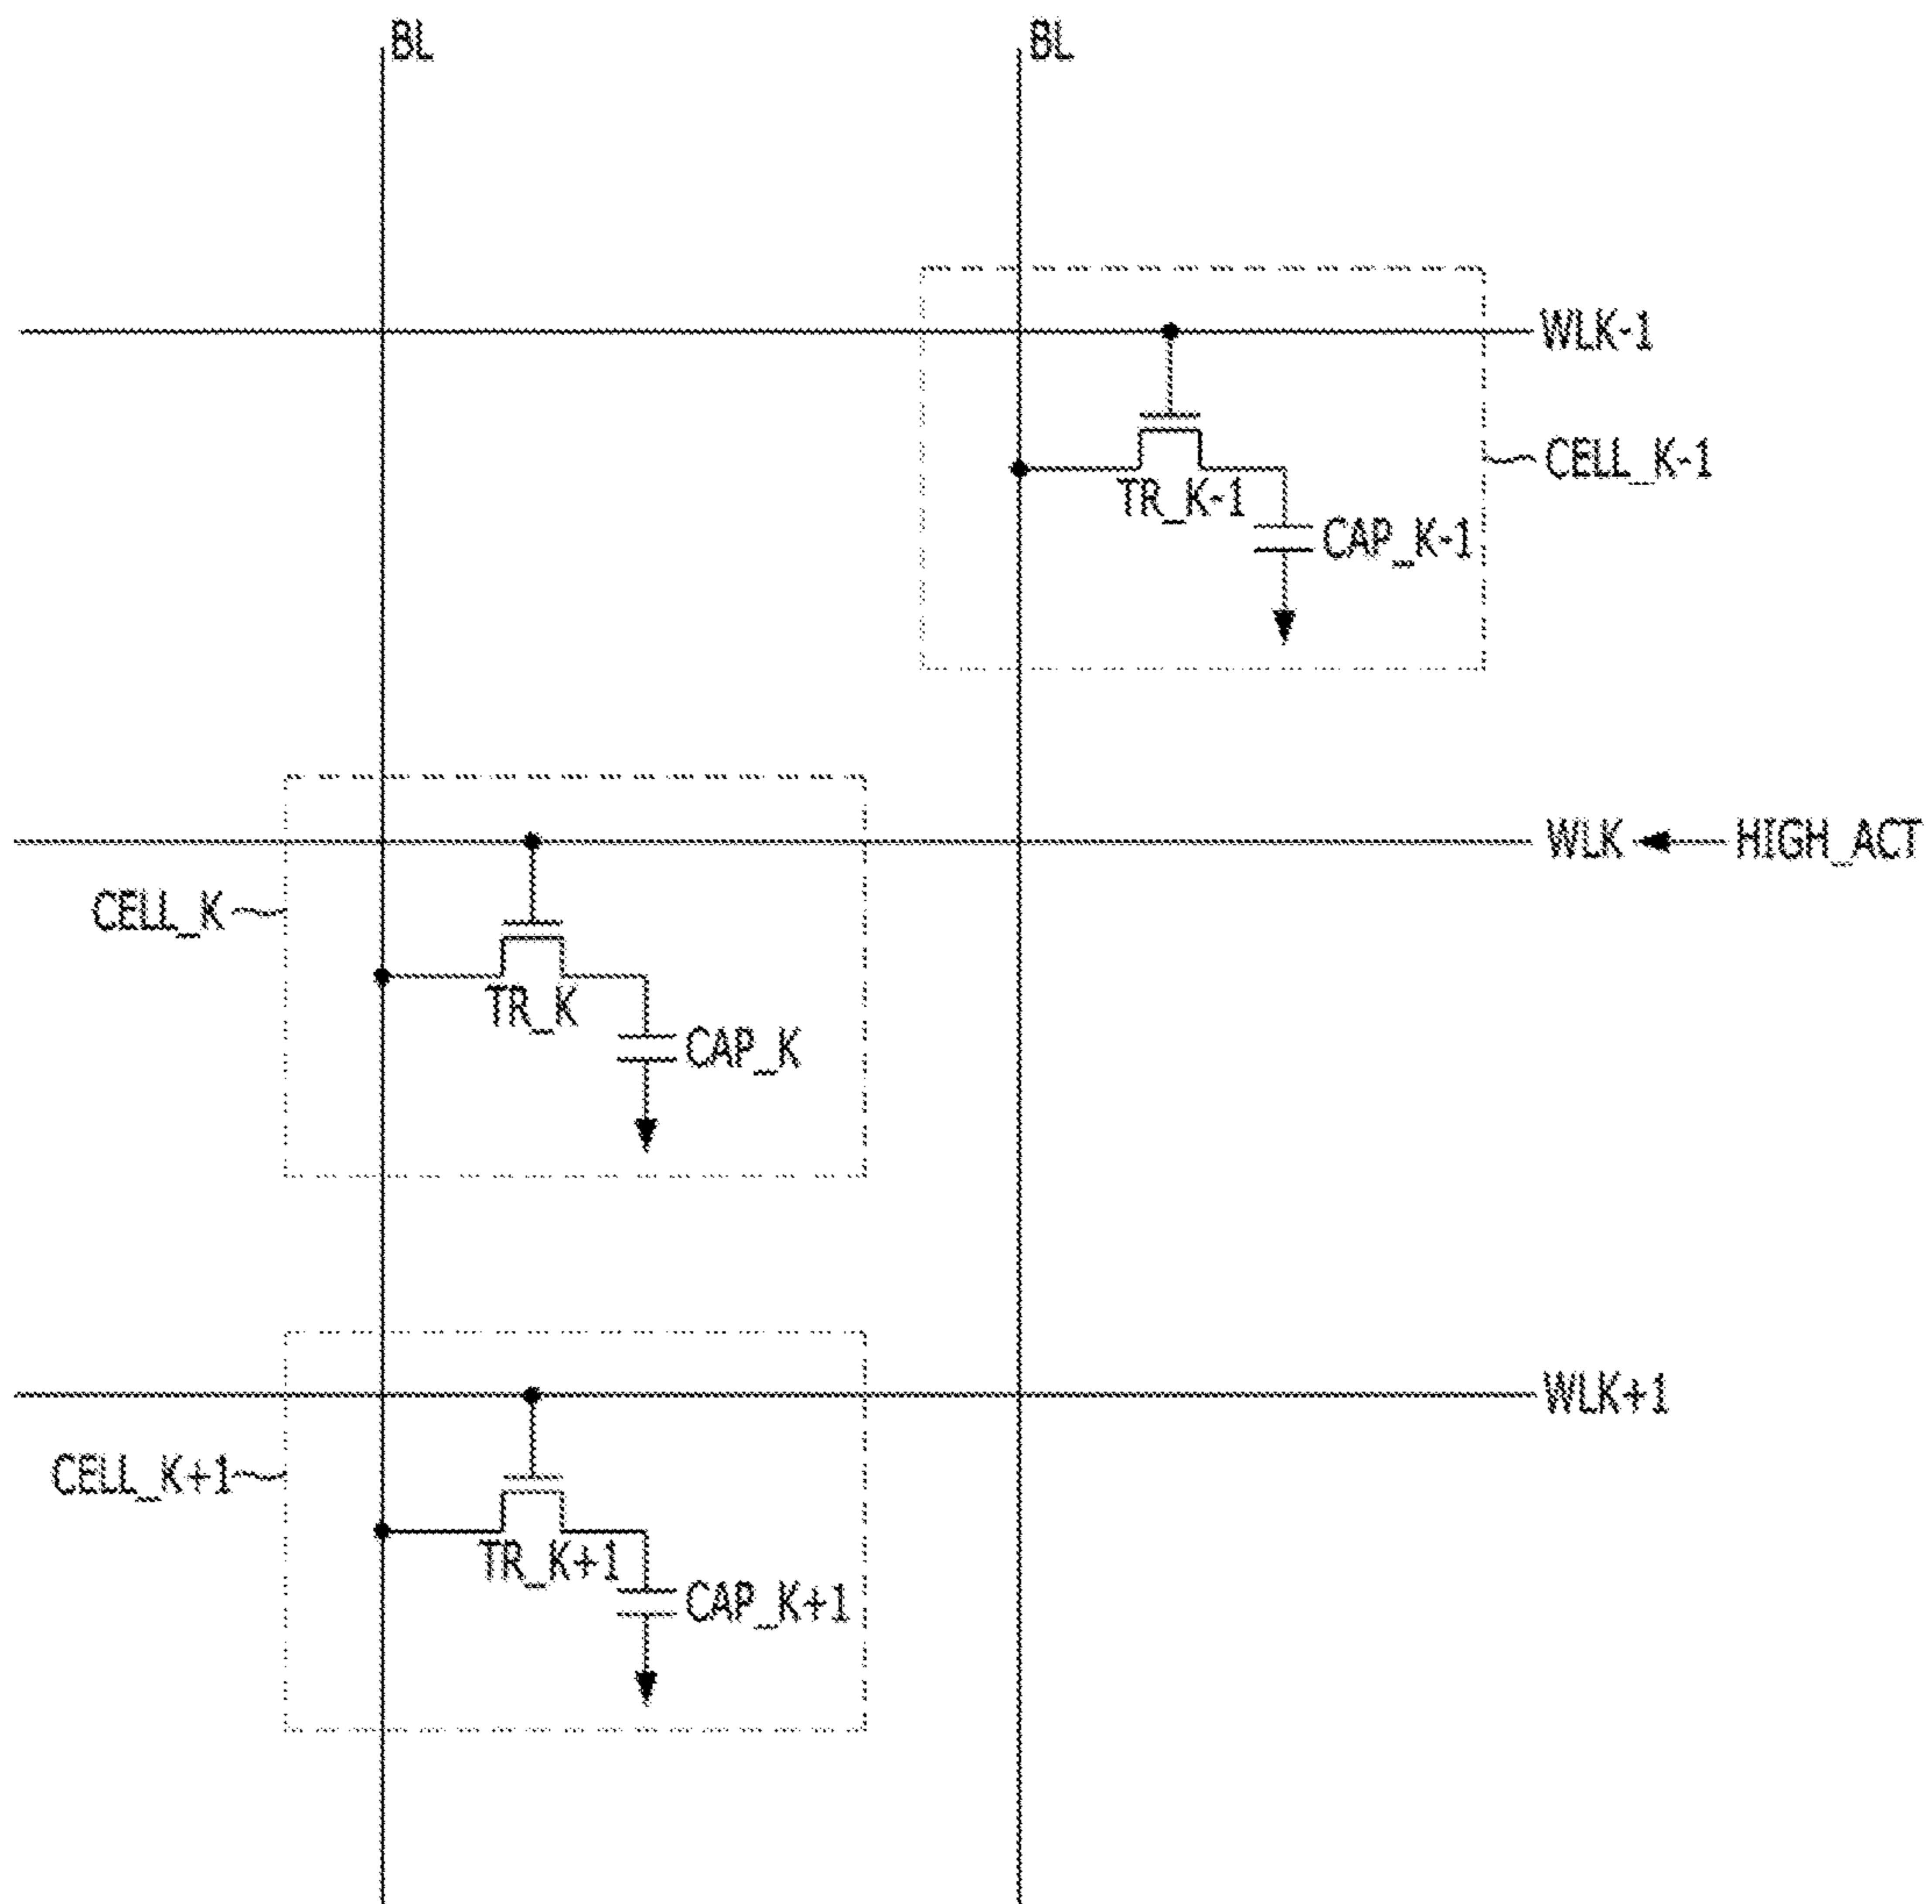 BL
BL
WLK-1
CELL_K-1
TR_K-1
CAP_K-1
WLK
HIGH_ACT
CELL_K
TR_K
CAP_K
WLK+1
CELL_K+1
TR_K+1
CAP_K+1